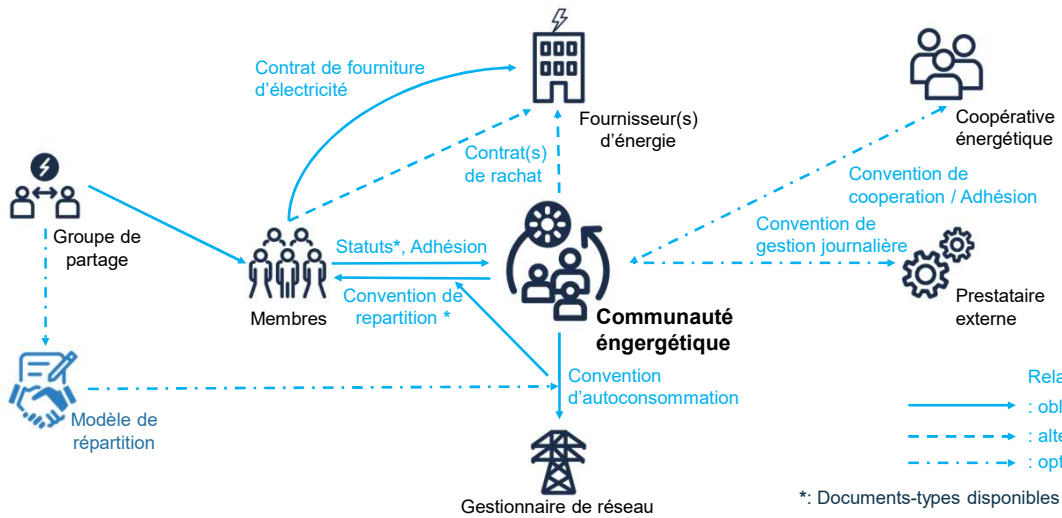 Contrat de fourniture
d'électricité
Fournisseur(s)
d'énergie
Coopérative
énergétique
Contrat(s)
de rachat
Convention de
cooperation / Adhésion
Groupe de
partage
Statuts*, Adhésion
Convention de
gestion journalière
Membres
Convention de
repartition *
Communauté
éngergétique
Prestataire
externe
Convention
d'autoconsommation
Modèle de
répartition
Gestionnaire de réseau
: 
*: Documents-types disponibles